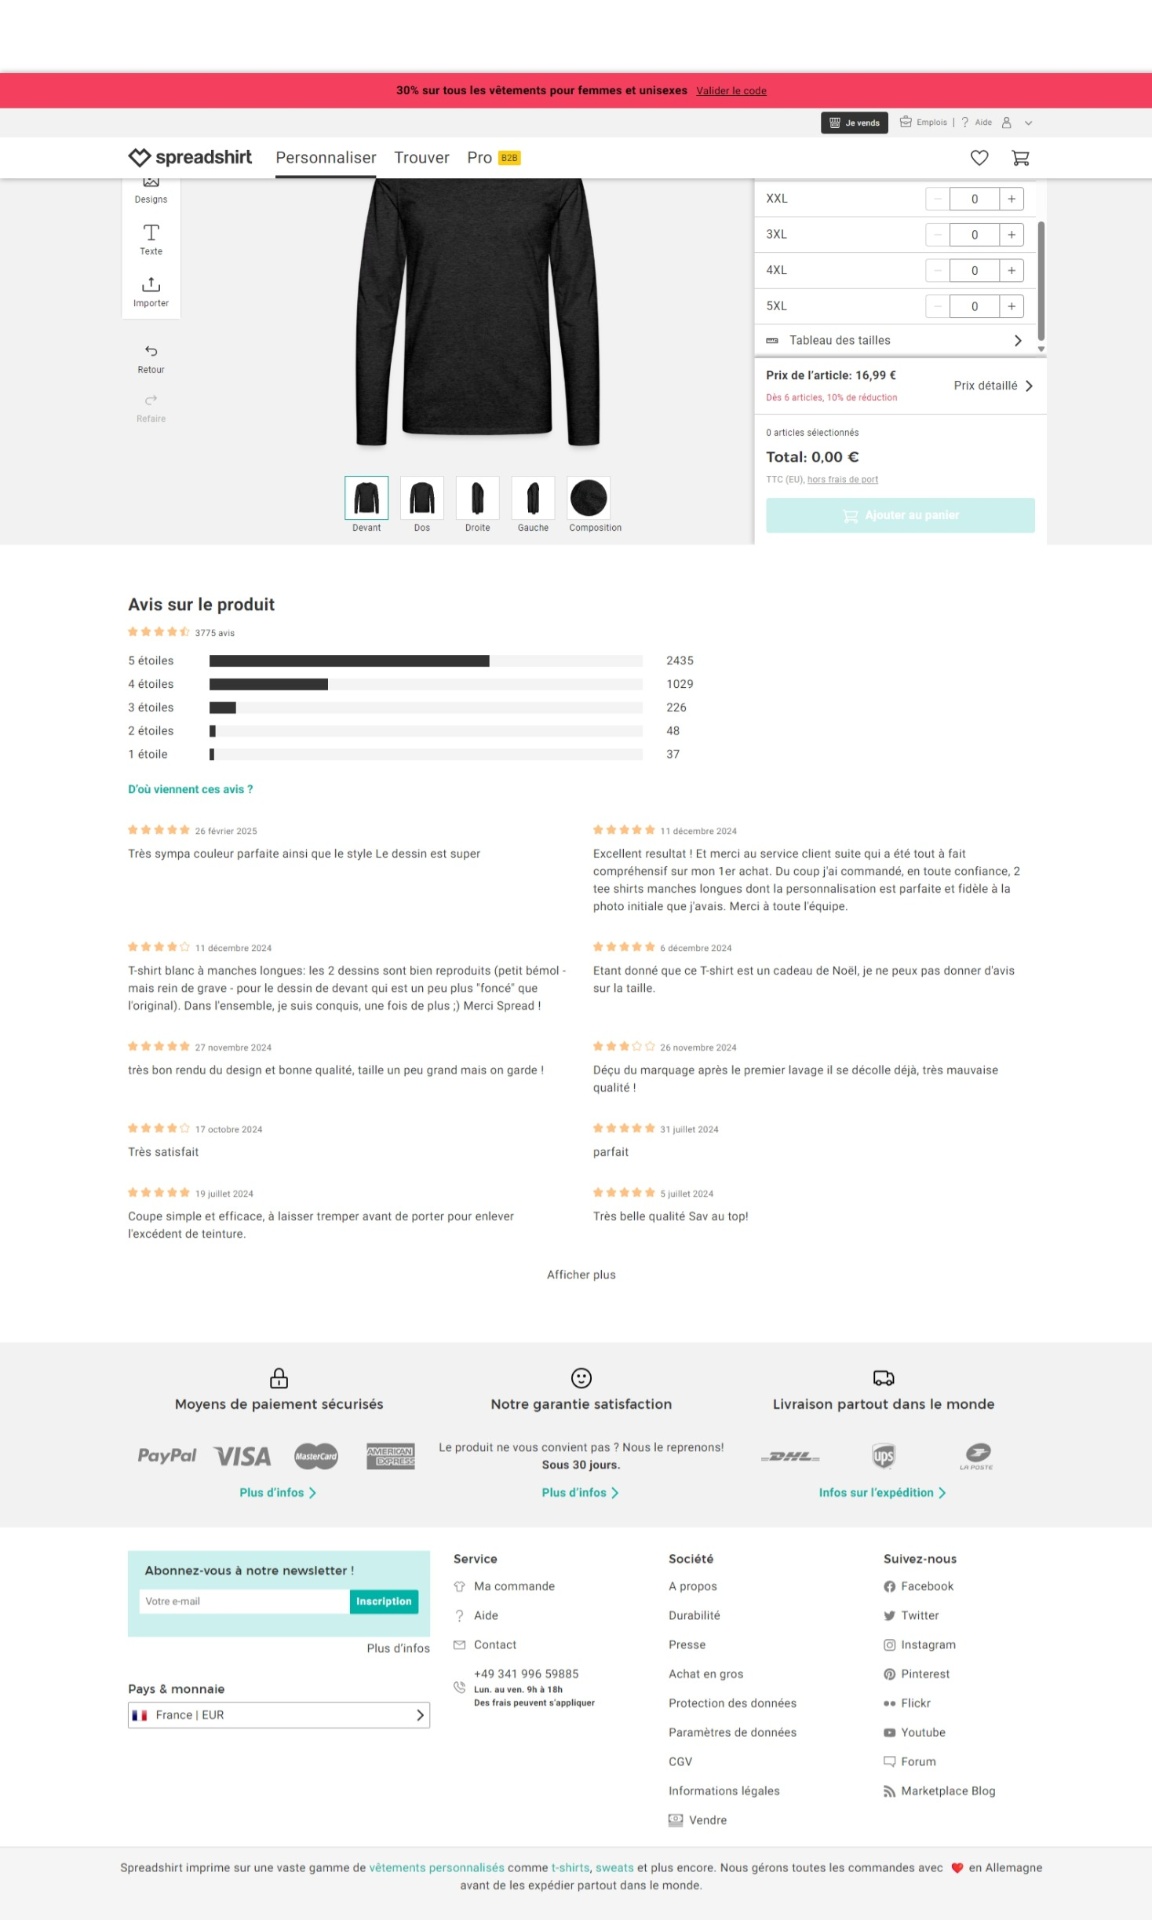 30% sur tous les vêtements pour femmes et unisexes Valider le code
Je vends Emplois | Aide
spreadshirt Personnaliser Trouver Pro B2B
Designs
Texte
Importer
Retour
Refaire
XXL 0
3XL 0
4XL 0
5XL 0
Tableau des tailles
Prix de l'article: 16,99 €
Dès 6 articles, 10% de réduction
Prix détaillé
0 articles sélectionnés
Total: 0,00 €
TTC (EU), hors frais de port
Ajouter au panier
Devant Dos Droite Gauche Composition
Avis sur le produit
3775 avis
5 étoiles 2435
4 étoiles 1029
3 étoiles 226
2 étoiles 48
1 étoile 37
D'où viennent ces avis ?
26 février 2025
Très sympa couleur parfaite ainsi que le style Le dessin est super
11 décembre 2024
Excellent resultat ! Et merci au service client suite qui a été tout à fait
compréhensif sur mon 1er achat. Du coup j'ai commandé, en toute confiance, 2
tee shirts manches longues dont la personnalisation est parfaite et fidèle à la
photo initiale que j'avais. Merci à toute l'équipe.
11 décembre 2024
T-shirt blanc à manches longues: les 2 dessins sont bien reproduits (petit bémol -
mais rein de grave - pour le dessin de devant qui est un peu plus "foncé" que
l'original). Dans l'ensemble, je suis conquis, une fois de plus ;) Merci Spread !
6 décembre 2024
Etant donné que ce T-shirt est un cadeau de Noël, je ne peux pas donner d'avis
sur la taille.
27 novembre 2024
très bon rendu du design et bonne qualité, taille un peu grand mais on garde !
26 novembre 2024
Déçu du marquage après le premier lavage il se décolle déjà, très mauvaise
qualité !
17 octobre 2024
Très satisfait
31 juillet 2024
parfait
19 juillet 2024
Coupe simple et efficace, à laisser tremper avant de porter pour enlever
l'excédent de teinture.
5 juillet 2024
Très belle qualité Sav au top!
Afficher plus
Moyens de paiement sécurisés
PayPal VISA MasterCard AMERICAN EXPRESS
Plus d'infos
Notre garantie satisfaction
Le produit ne vous convient pas ? Nous le reprenons!
Sous 30 jours.
Plus d'infos
Livraison partout dans le monde
DHL ups LA POSTE
Infos sur l'expédition
Abonnez-vous à notre newsletter !
Votre e-mail Inscription
Plus d'infos
Pays & monnaie
France | EUR
Service
Ma commande
Aide
Contact
+49 341 996 59885
Lun. au ven. 9h à 18h
Des frais peuvent s'appliquer
Société
A propos
Durabilité
Presse
Achat en gros
Protection des données
Paramètres de données
CGV
Informations légales
Vendre
Suivez-nous
Facebook
Twitter
Instagram
Pinterest
Flickr
Youtube
Forum
Marketplace Blog
Spreadshirt imprime sur une vaste gamme de vêtements personnalisés comme t-shirts, sweats et plus encore. Nous gérons toutes les commandes avec ❤ en Allemagne
avant de les expédier partout dans le monde.